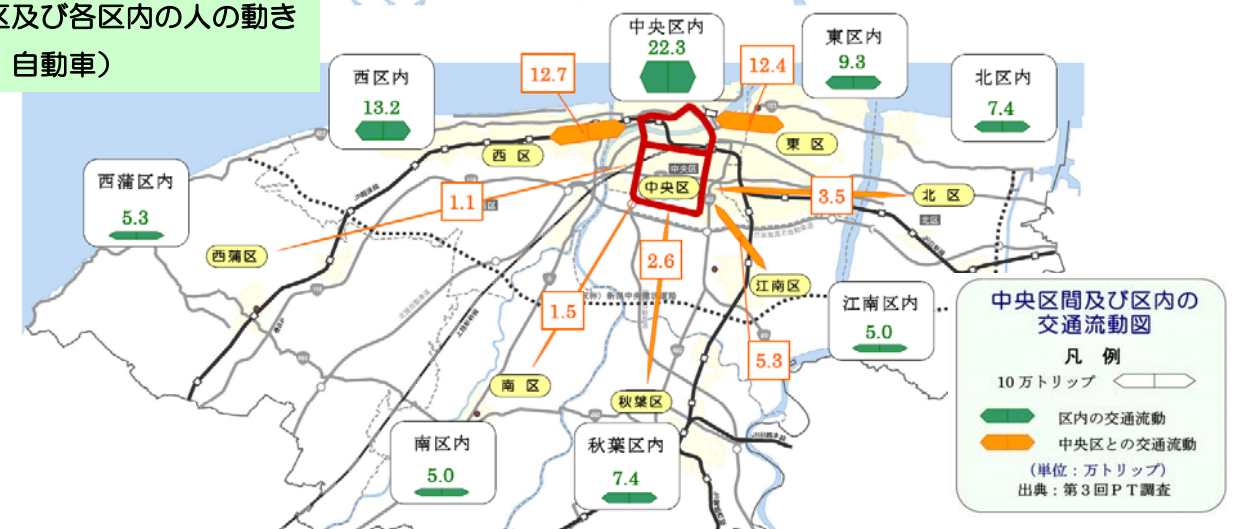 区及び各区内の人の動き
自動車）
中央区内
22.3
東区内
9.3
西区内
13.2
北区内
7.4
12.7
12.4
西蒲区内
5.3
西区
東区
中央区
中央区
北区
北区
西蒲区
1.1
3.5
2.6
1.5
5.3
江南区
南区
秋葉区
江南区内
5.0
南区内
5.0
秋葉区内
7.4
中央区間及び区内の
交通流動図
凡 例
10万トリップ
区内の交通流動
中央区との交通流動
（単位：万トリップ）
出典：第３回ＰＴ調査